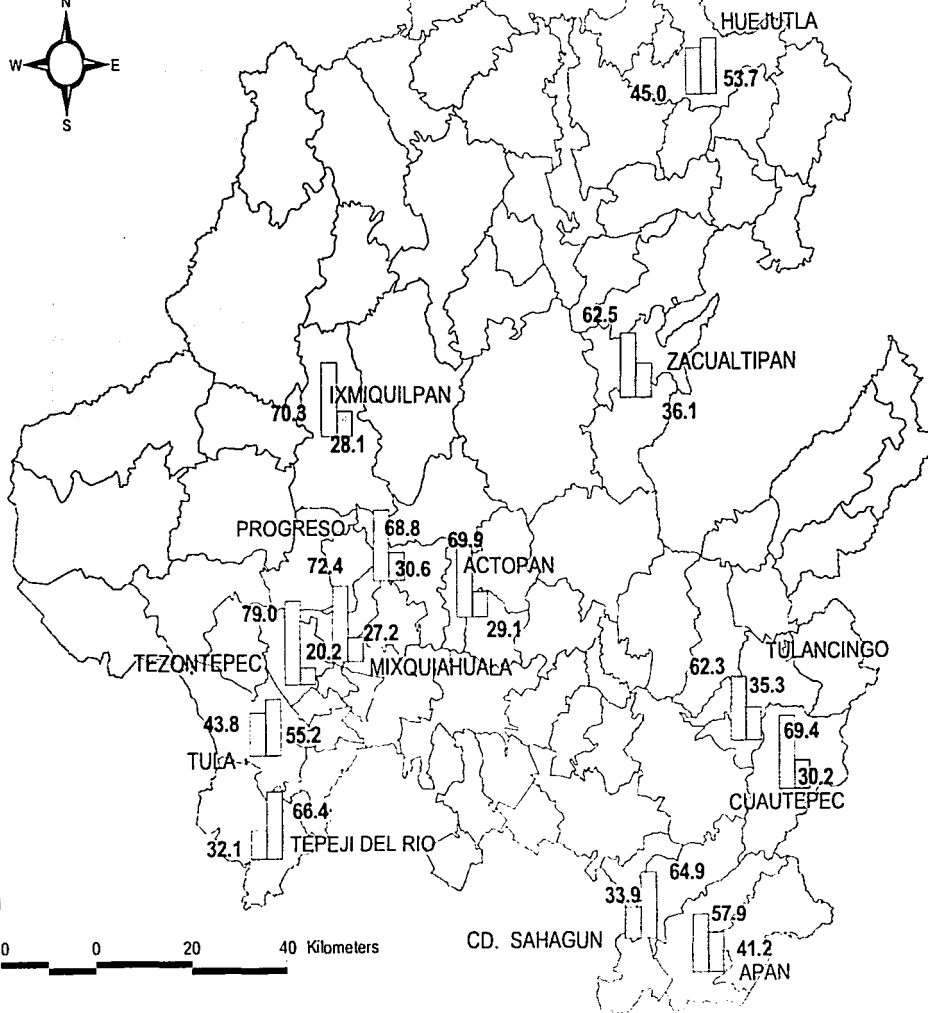 N
W E
S
HUEJUTLA
45.0 53.7
62.5
ZACUALTIPAN
36.1
IXMIQUILPAN
70.3
28.1
PROGRESO 68.8
30.6
69.9
ACTOPAN
29.1
72.4
27.2
MIXQUIAHUALA
79.0
20.2
TEZONTEPEC
TULANCINGO
62.3 35.3
43.8 55.2
TULA
69.4
30.2
CUAUTEPEC
66.4
32.1 TEPEJI DEL RIO
64.9
33.9
CD. SAHAGUN
57.9
41.2
APAN
0 0 20 40 Kilometers